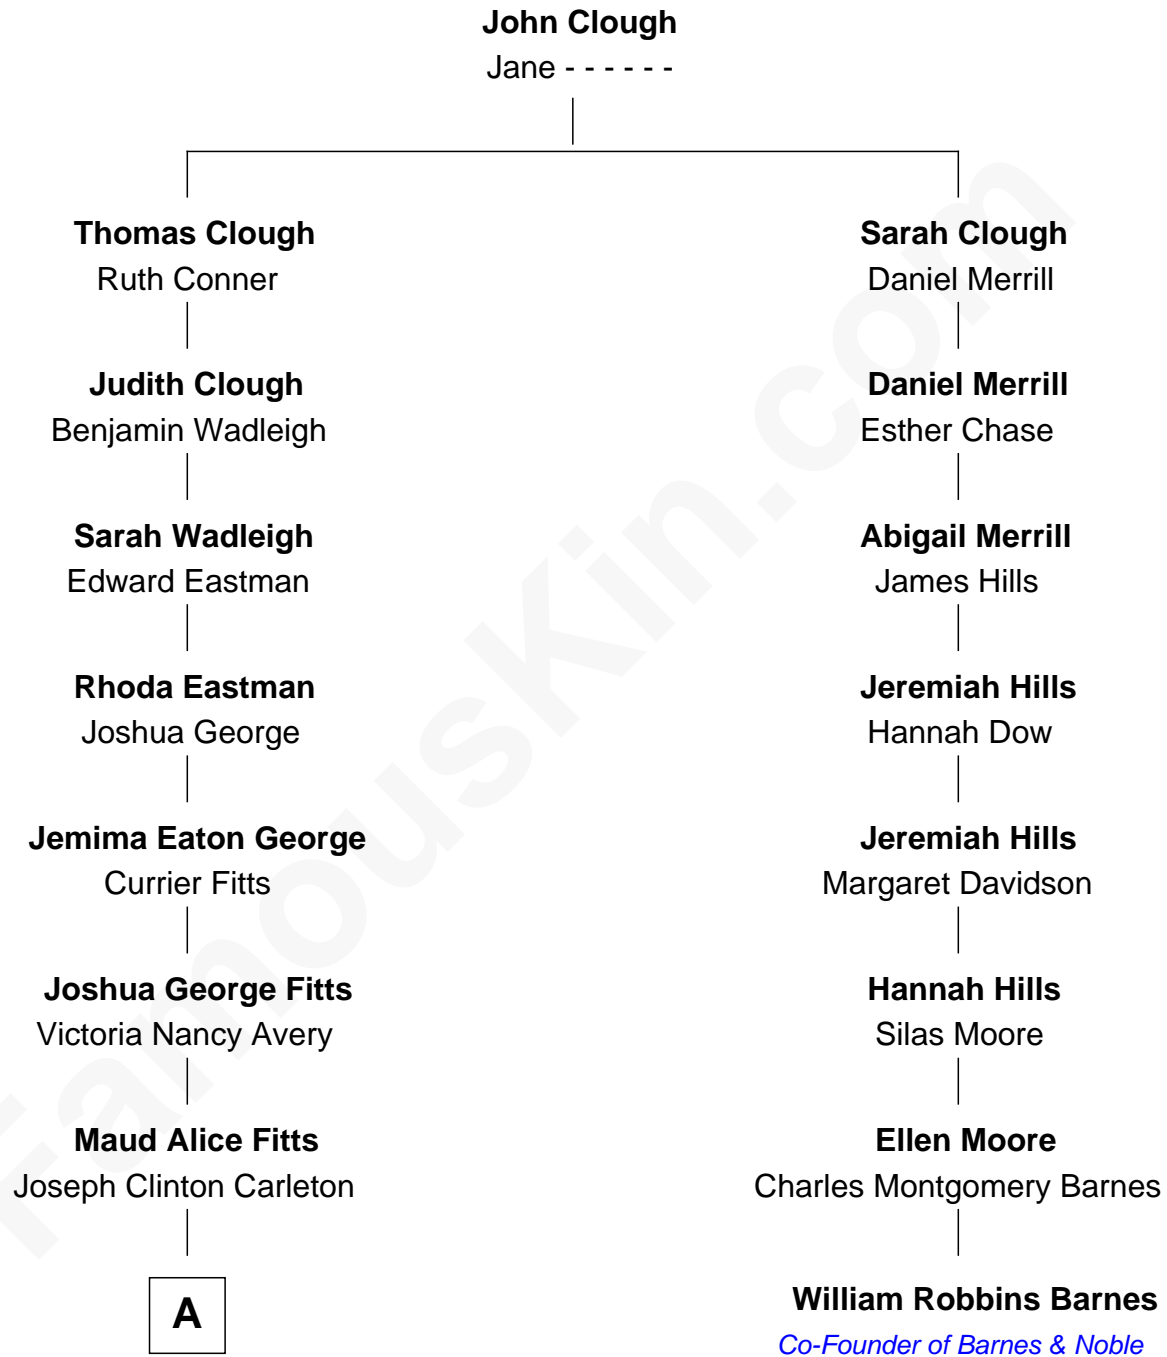 John Clough
Jane - - - - - -
Thomas Clough
Ruth Conner
Judith Clough
Benjamin Wadleigh
Sarah Wadleigh
Edward Eastman
Rhoda Eastman
Joshua George
Jemima Eaton George
Currier Fitts
Joshua George Fitts
Victoria Nancy Avery
Maud Alice Fitts
Joseph Clinton Carleton
A
Sarah Clough
Daniel Merrill
Daniel Merrill
Esther Chase
Abigail Merrill
James Hills
Jeremiah Hills
Hannah Dow
Jeremiah Hills
Margaret Davidson
Hannah Hills
Silas Moore
Ellen Moore
Charles Montgomery Barnes
William Robbins Barnes
Co-Founder of Barnes & Noble
FamousKin.com